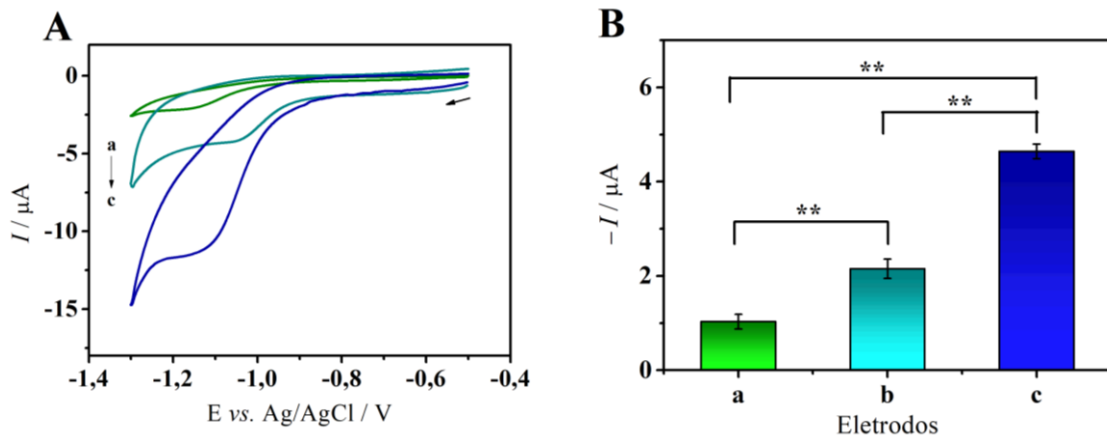 A
0
-5
-10
-15
I / µA
a
c
-1,4
-1,2
-1,0
-0,8
-0,6
-0,4
E vs. Ag/AgCl / V
B
6
4
2
0
– I / µA
**
**
**
a
b
c
Eletrodos